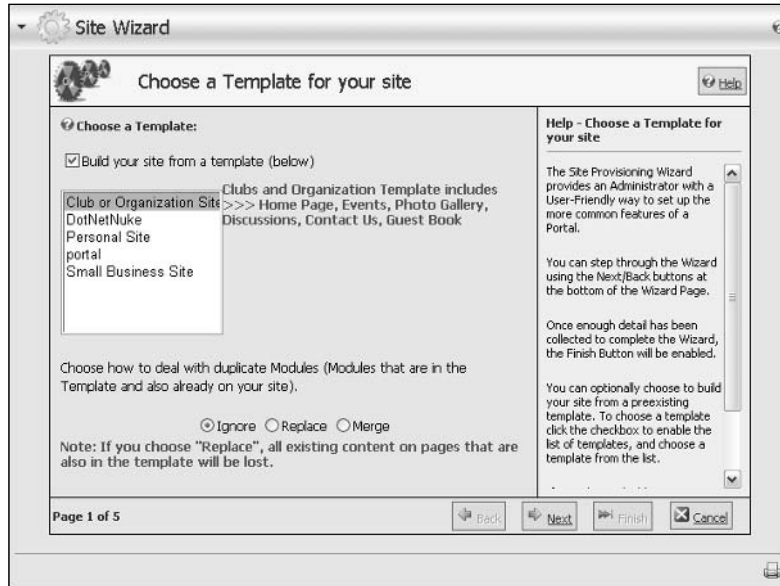 Site Wizard
Choose a Template for your site
Help
Choose a Template:
Build your site from a template (below)
Club or Organization Site
DotNetNuke
Personal Site
portal
Small Business Site
Clubs and Organization Template includes
>>> Home Page, Events, Photo Gallery,
Discussions, Contact Us, Guest Book
Choose how to deal with duplicate Modules (Modules that are in the
Template and also already on your site).
Ignore Replace Merge
Note: If you choose "Replace", all existing content on pages that are
also in the template will be lost.
Help - Choose a Template for
your site
The Site Provisioning Wizard
provides an Administrator with a
User-Friendly way to set up the
more common features of a
Portal.
You can step through the Wizard
using the Next/Back buttons at
the bottom of the Wizard Page.
Once enough detail has been
collected to complete the Wizard,
the Finish Button will be enabled.
You can optionally choose to build
your site from a preexisting
template. To choose a template
click the checkbox to enable the
list of templates, and choose a
template from the list.
Page 1 of 5
Back
Next
Finish
Cancel